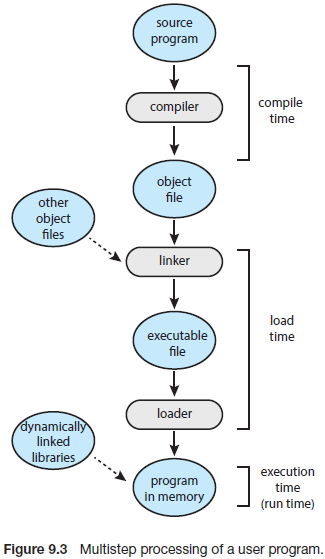 source
program
compiler
compile
time
object
file
other
object
files
linker
load
time
executable
file
loader
dynamically
linked
libraries
program
in memory
execution
time
(run time)
Figure 9.3 Multistep processing of a user program.